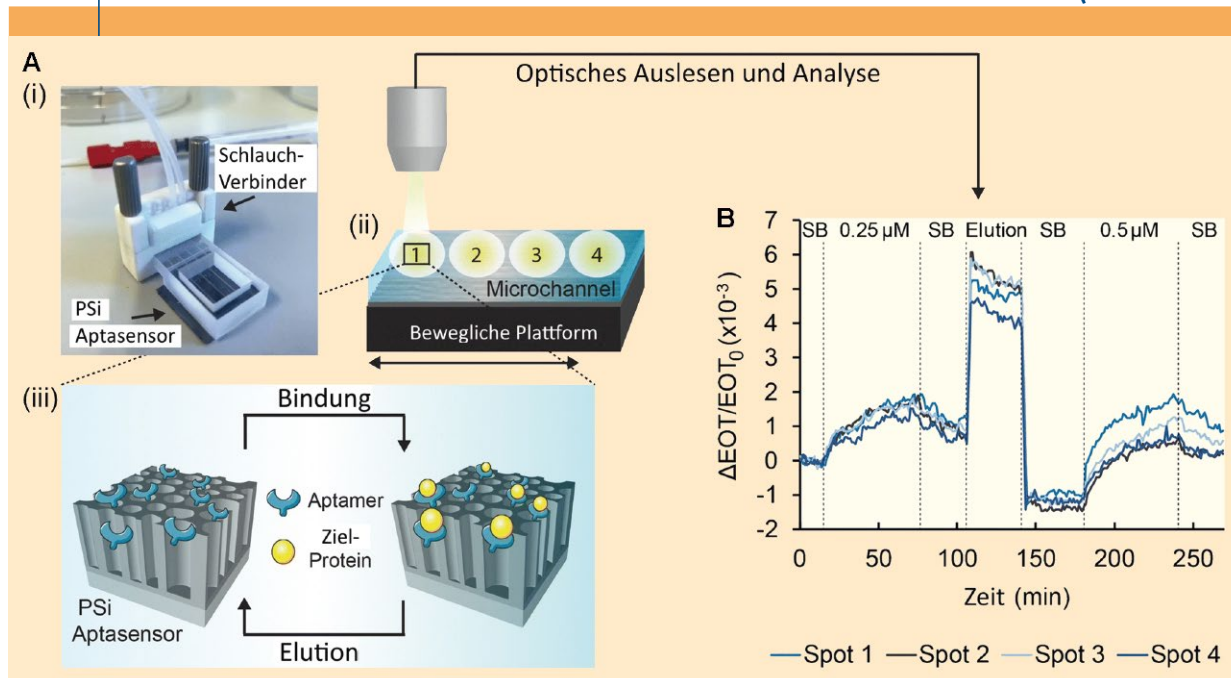 A
(i)
Schlauch-
Verbinder
PSi
Aptasensor
Optisches Auslesen und Analyse
(ii)
1 2 3 4
Microchannel
Bewegliche Plattform
(iii)
Bindung
Aptamer
Ziel-
Protein
PSi
Aptasensor
Elution
B
SB 0.25 µM SB Elution SB 0.5 µM SB
7
6
5
4
3
2
1
0
-1
-2
ΔEOT/EOT₀ (x10⁻³)
0 50 100 150 200 250
Zeit (min)
Spot 1 Spot 2 Spot 3 Spot 4